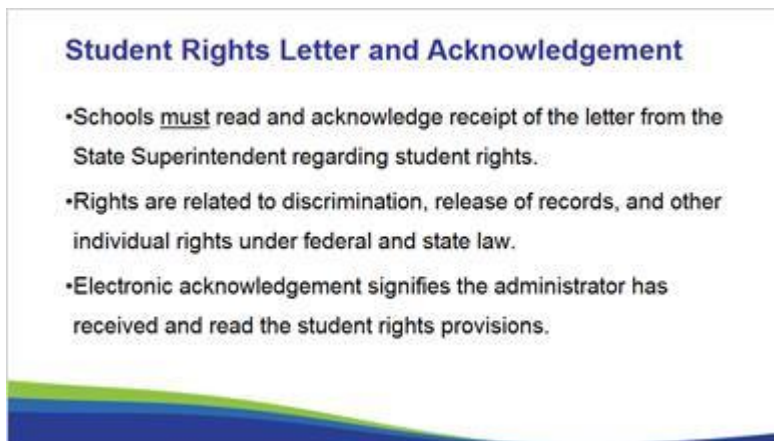 Student Rights Letter and Acknowledgement
•Schools must read and acknowledge receipt of the letter from the
State Superintendent regarding student rights.
•Rights are related to discrimination, release of records, and other
individual rights under federal and state law.
•Electronic acknowledgement signifies the administrator has
received and read the student rights provisions.